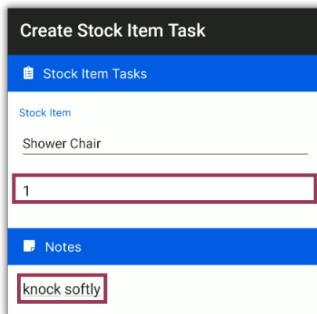 Create Stock Item Task
Stock Item Tasks
Stock Item
Shower Chair
1
Notes
knock softly